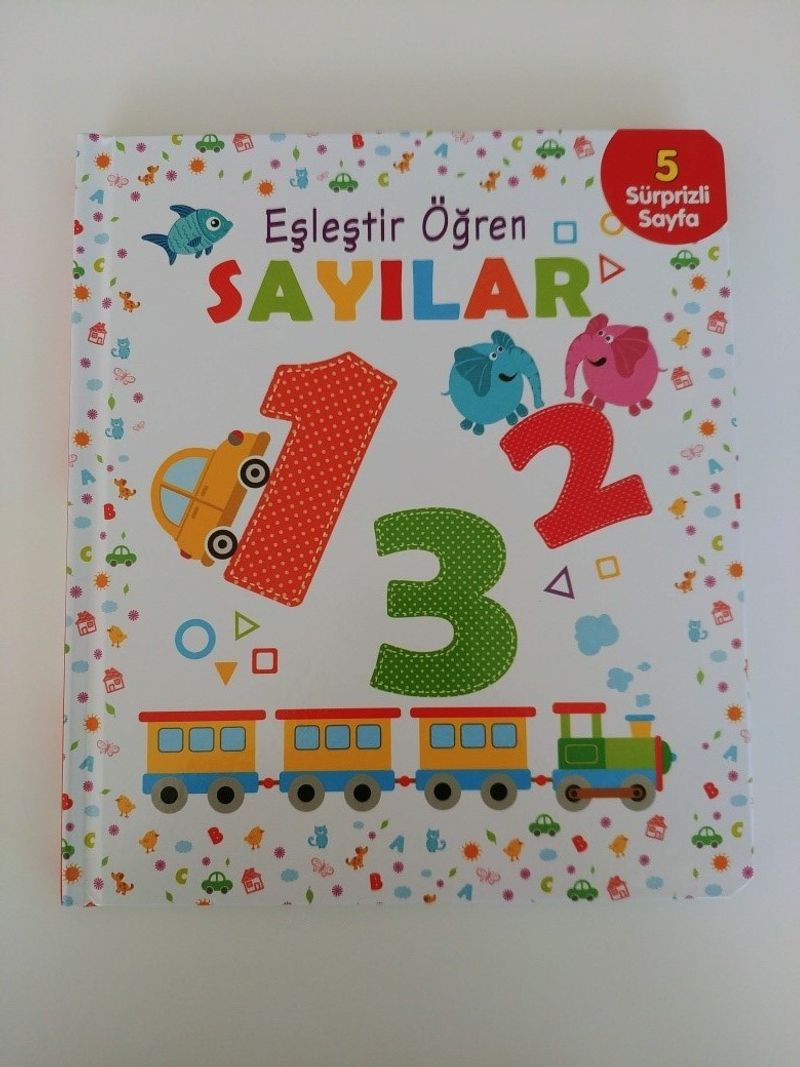 5
Sürprizli
Sayfa
Eşleştir Öğren
SAYILAR
1
2
3